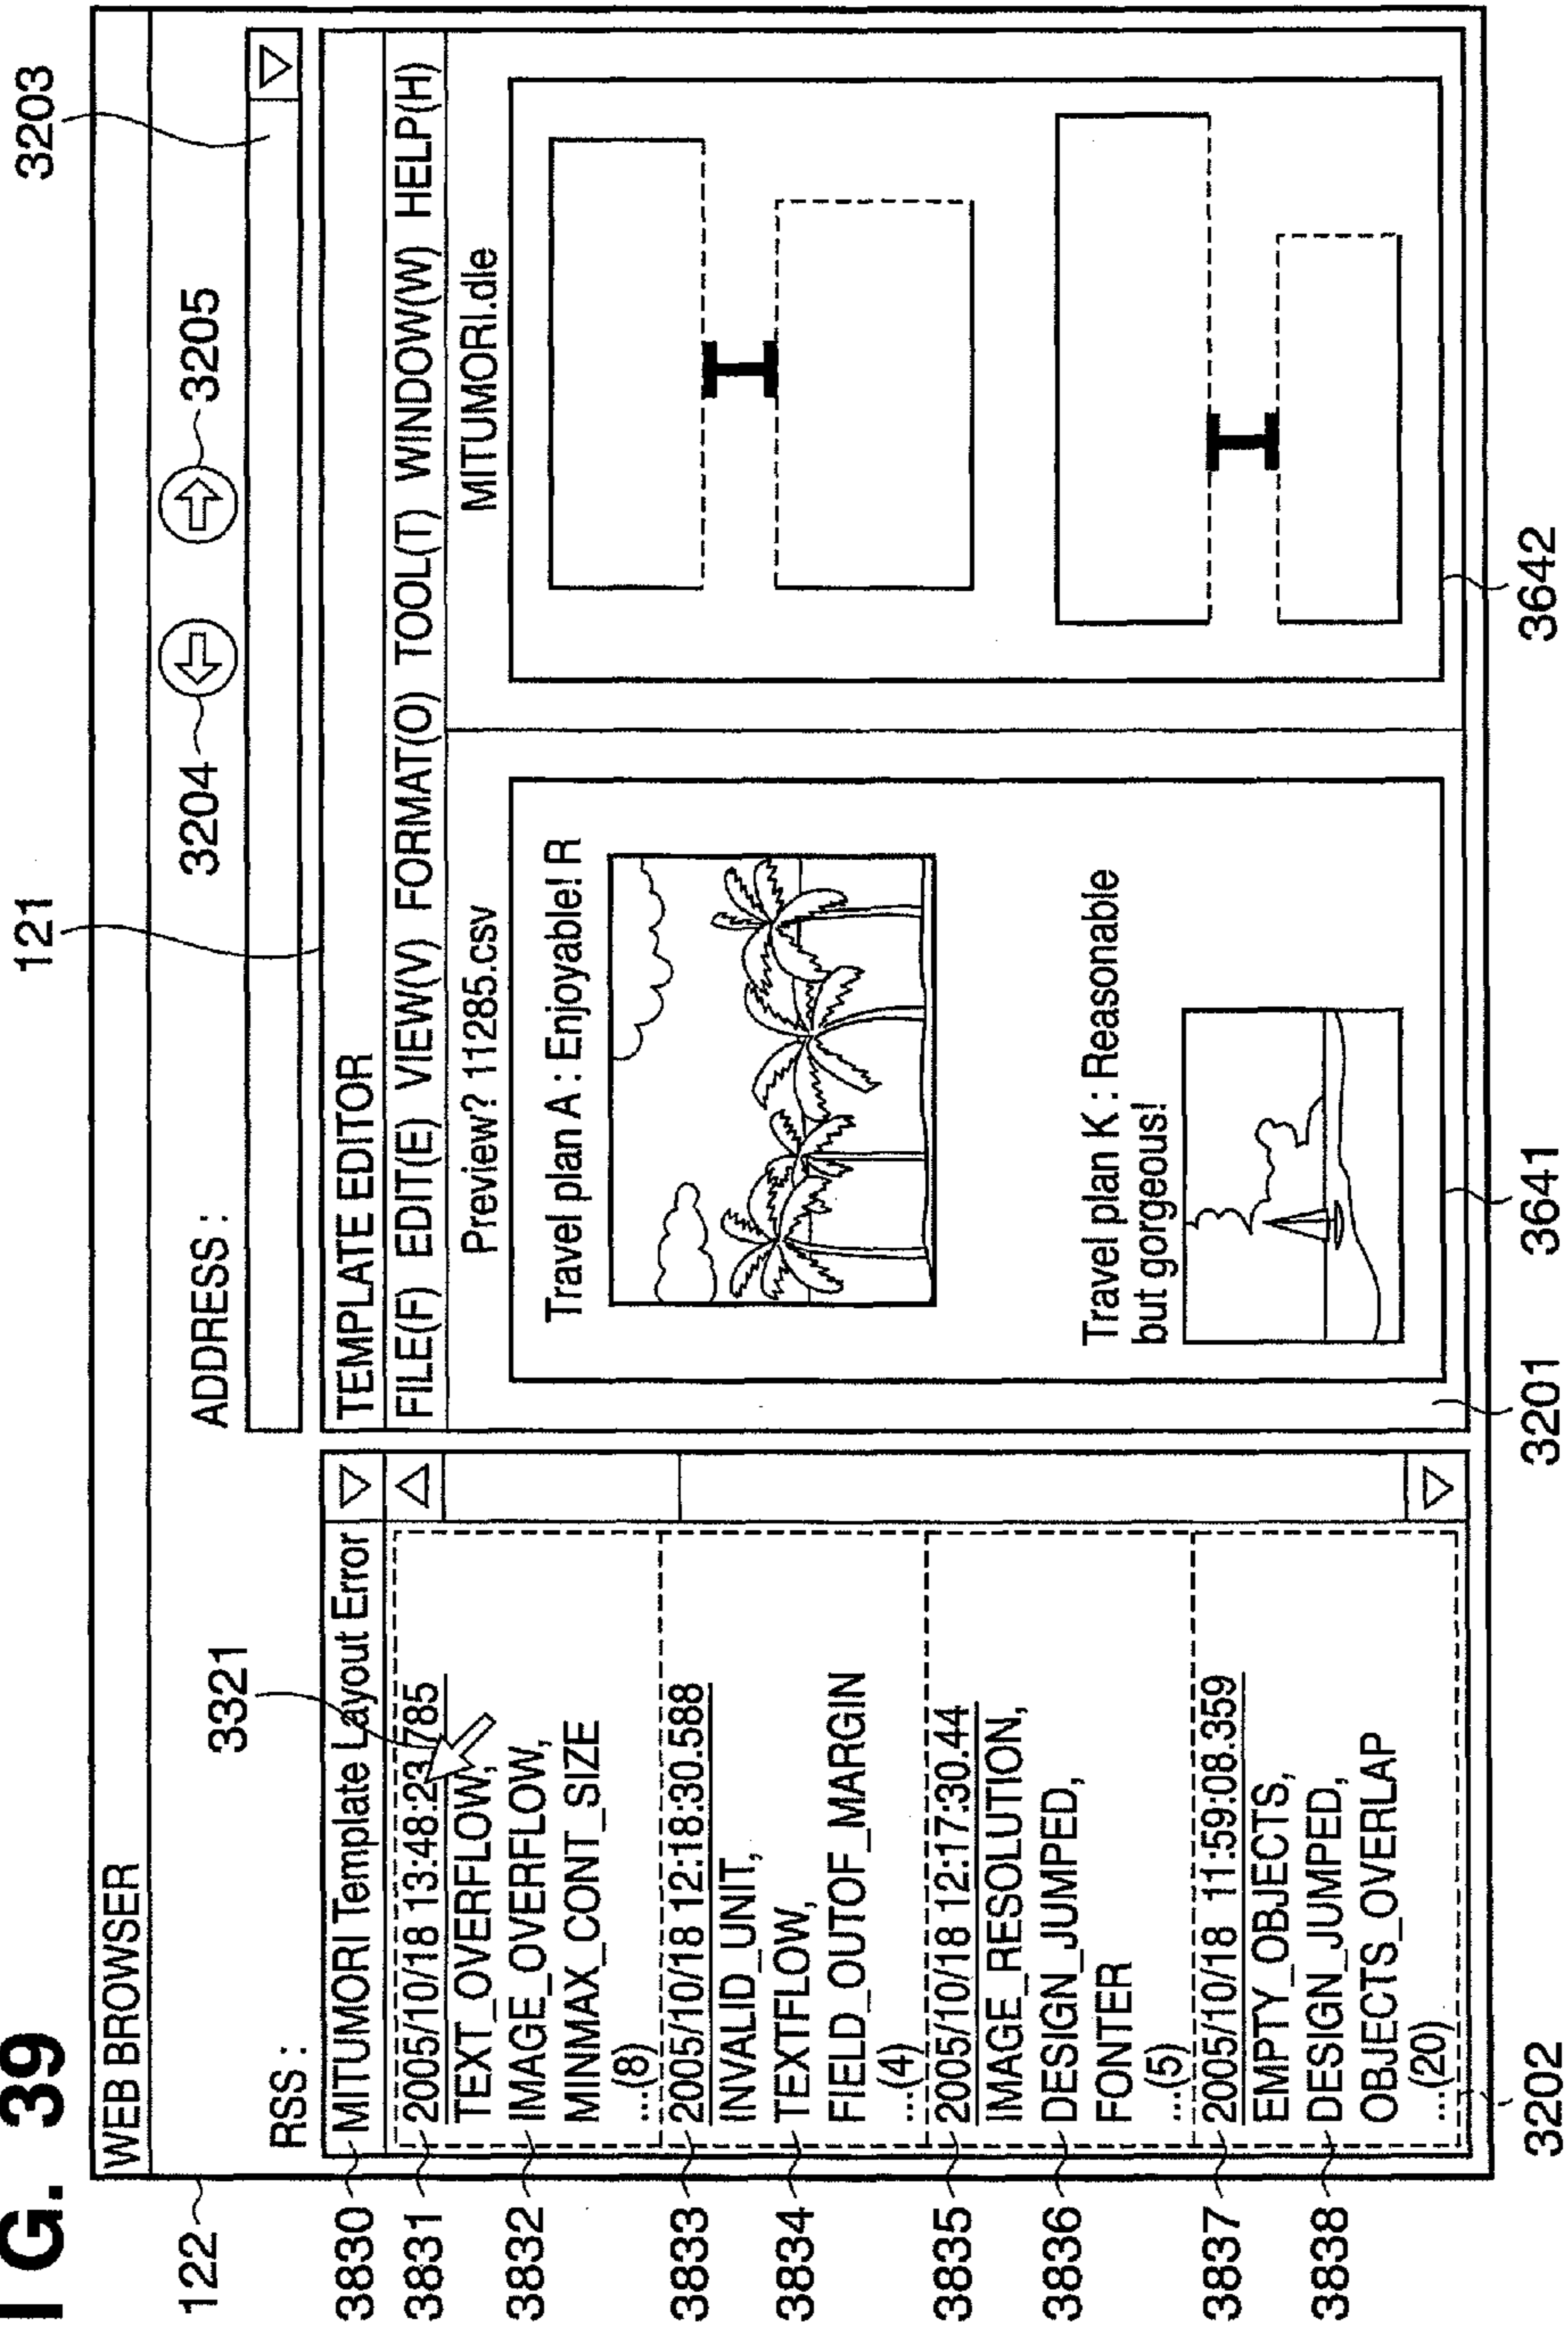 I G. 39
WEB BROWSER
122
121
3203
3204
3205
RSS :
3321
ADDRESS :
3830
MITUMORI Template Layout Error
3831
2005/10/18 13:48:23.785
TEXT_OVERFLOW,
3832
IMAGE_OVERFLOW,
MINMAX_CONT_SIZE
...(8)
3833
2005/10/18 12:18:30.588
INVALID_UNIT,
3834
TEXTFLOW,
FIELD_OUTOF_MARGIN
...(4)
3835
2005/10/18 12:17:30.44
IMAGE_RESOLUTION,
3836
DESIGN_JUMPED,
FONTER
...(5)
3837
2005/10/18 11:59:08.359
EMPTY_OBJECTS,
3838
DESIGN_JUMPED,
OBJECTS_OVERLAP
...(20)
TEMPLATE EDITOR
FILE(F) EDIT(E) VIEW(V) FORMAT(O) TOOL(T) WINDOW(W) HELP(H)
Preview? 11285.csv
Travel plan A : Enjoyable! R
Travel plan K : Reasonable
but gorgeous!
MITUMORI.dle
3202
3201
3641
3642